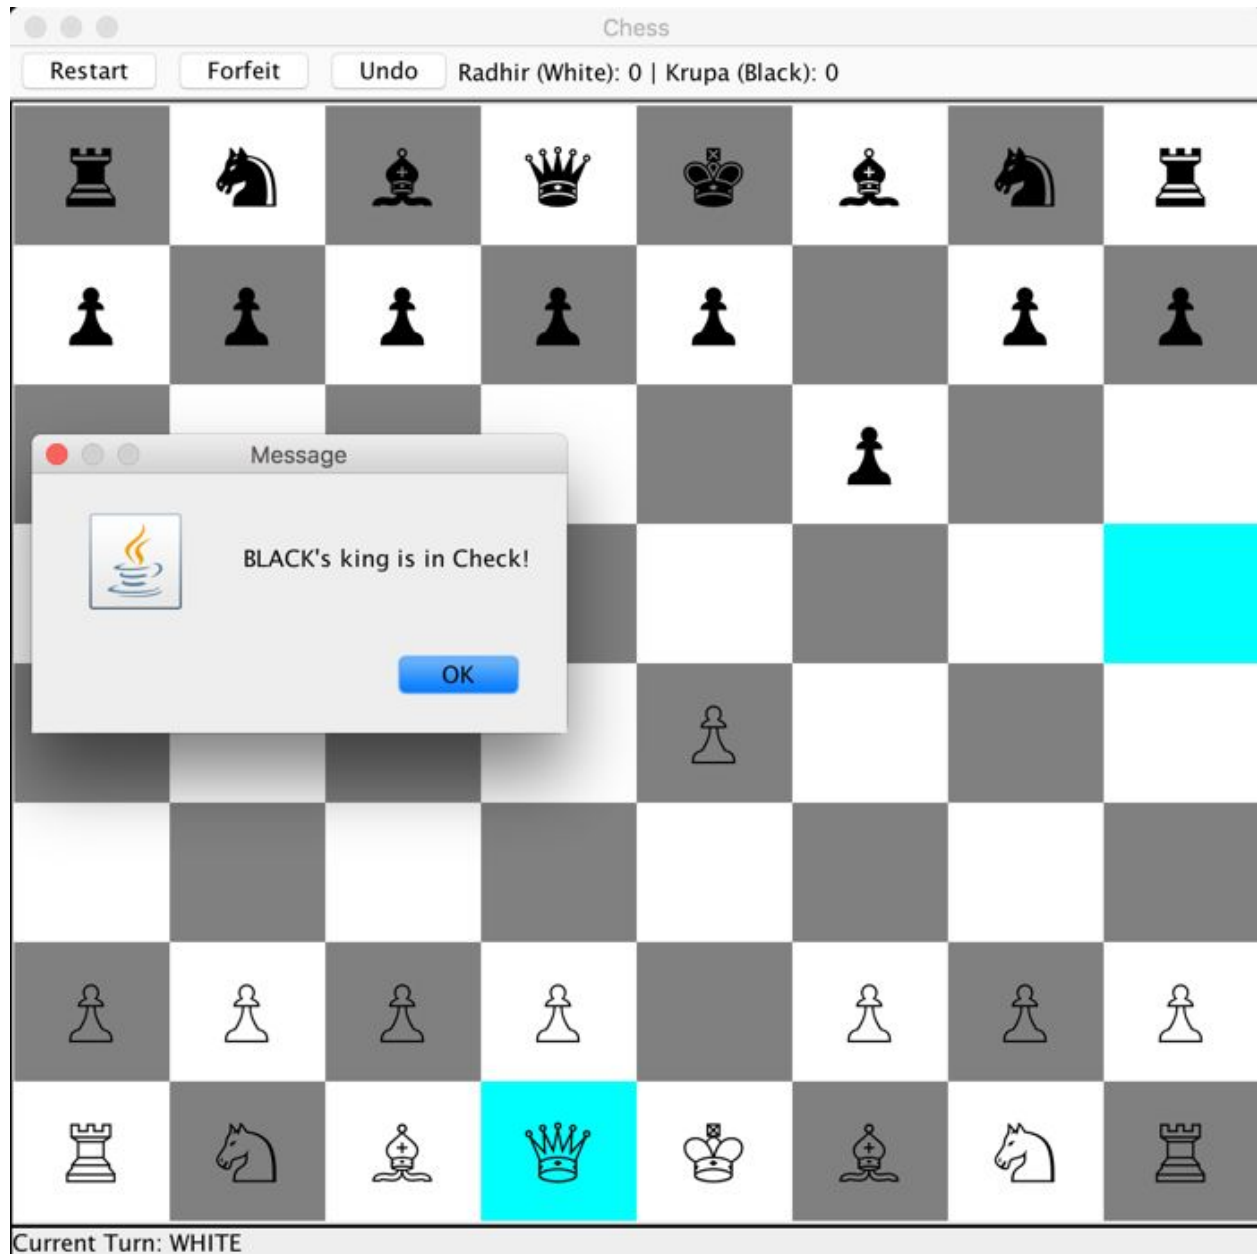 Chess
Restart Forfeit Undo Radhir (White): 0 | Krupa (Black): 0
Message
BLACK's king is in Check!
OK
Current Turn: WHITE